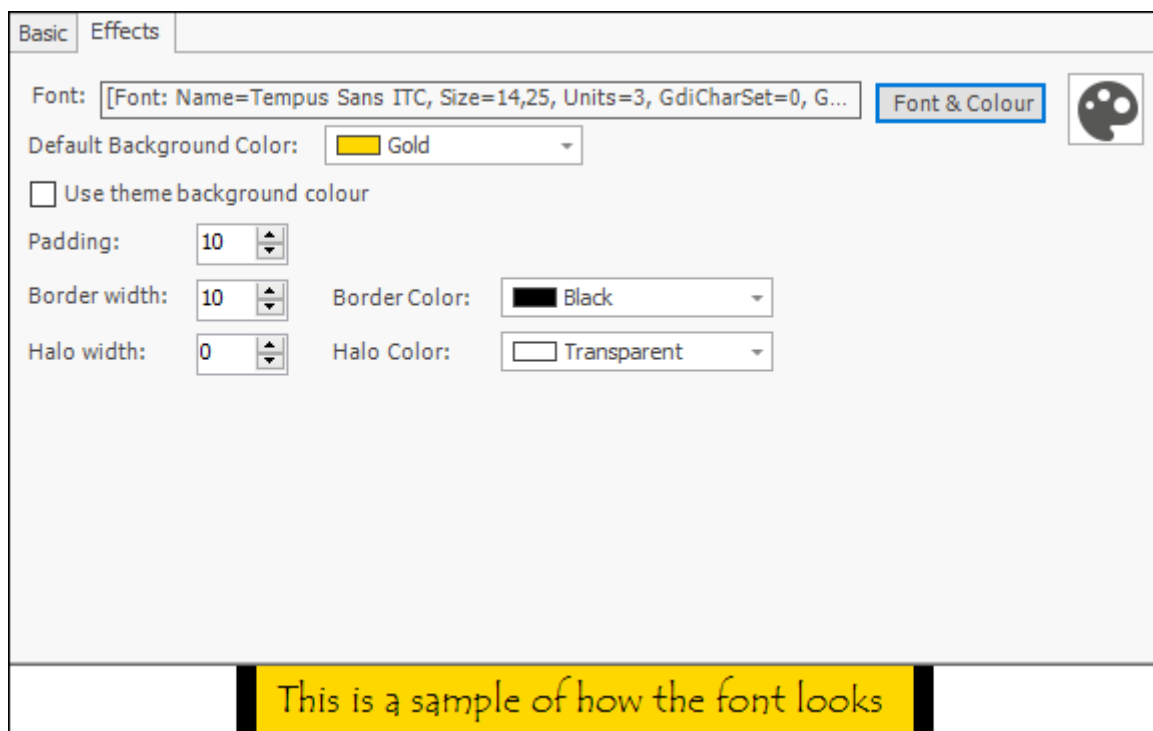 Basic Effects
Font: [Font: Name=Tempus Sans ITC, Size=14,25, Units=3, GdiCharSet=0, G... Font & Colour
Default Background Color: Gold
Use theme background colour
Padding: 10
Border width: 10 Border Color: Black
Halo width: 0 Halo Color: Transparent
This is a sample of how the font looks